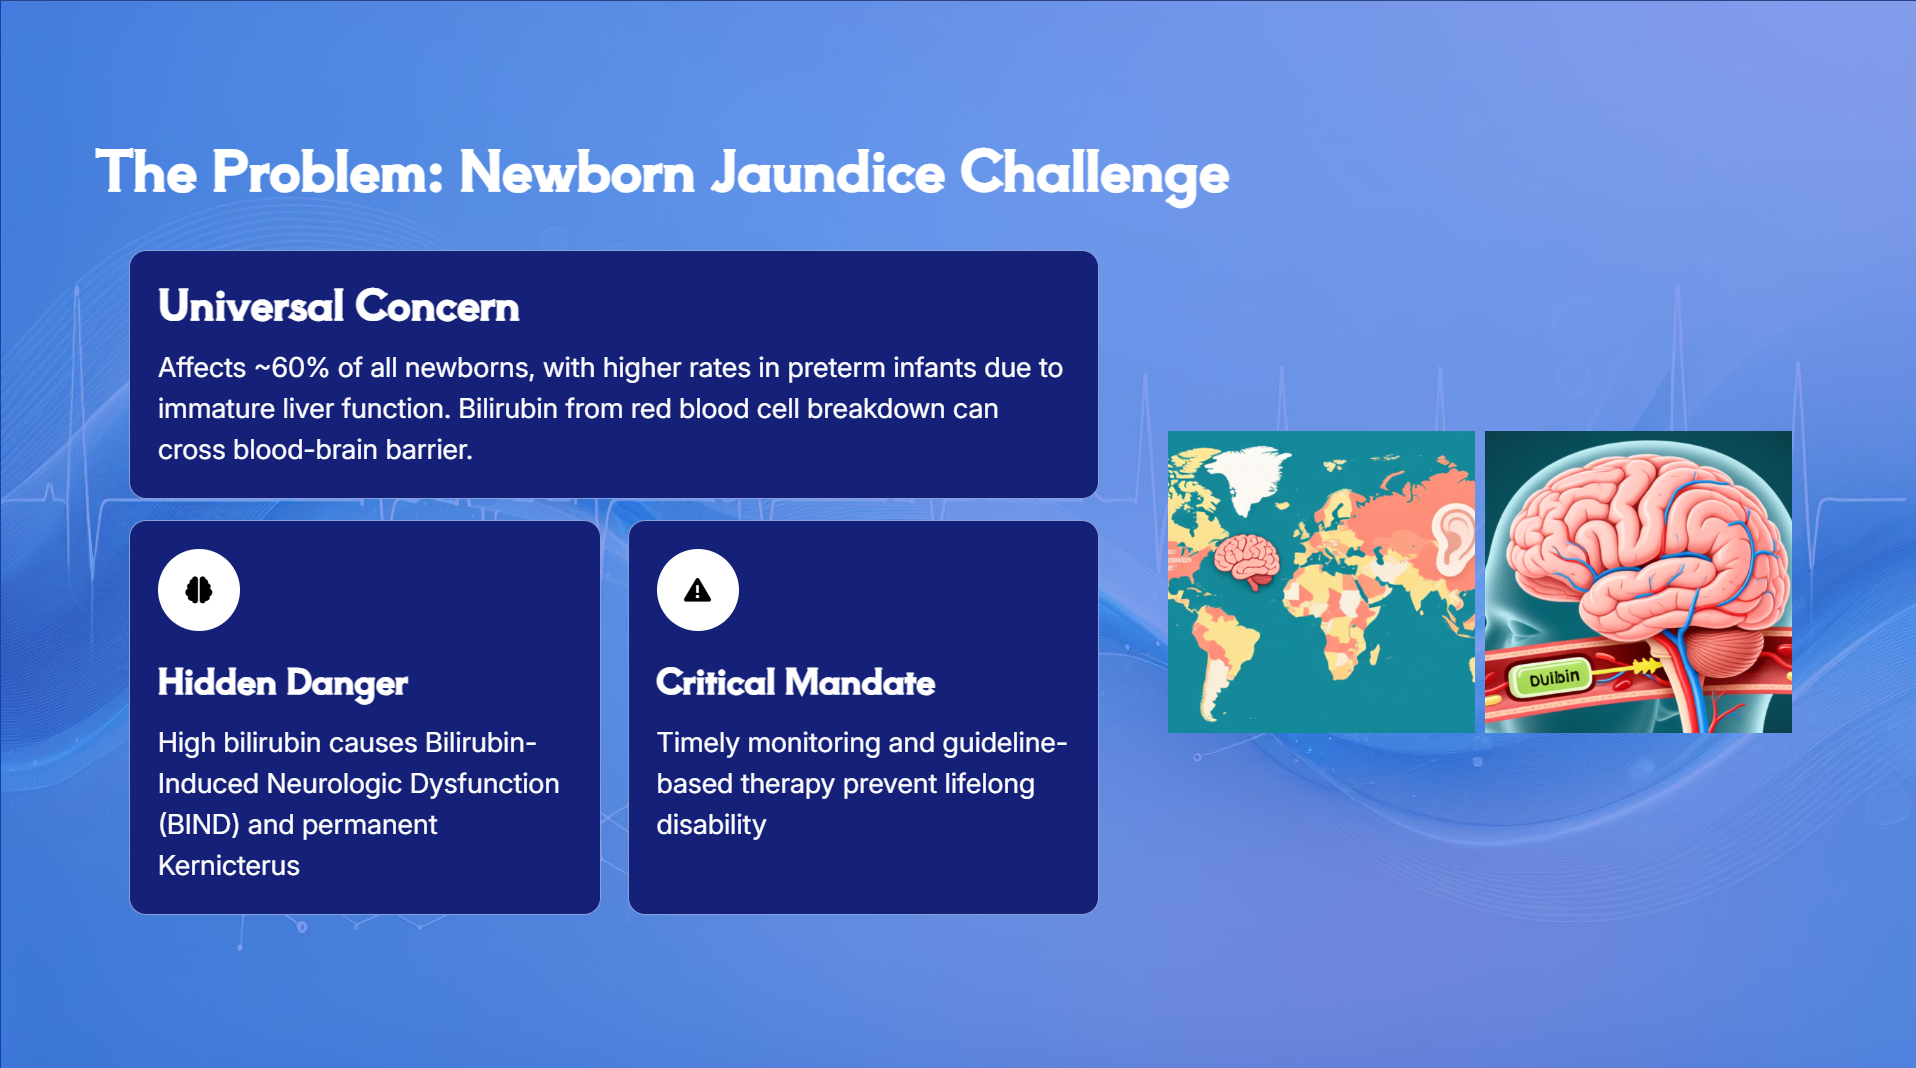 The Problem: Newborn Jaundice Challenge
Universal Concern
Affects ~60% of all newborns, with higher rates in preterm infants due to
immature liver function. Bilirubin from red blood cell breakdown can
cross blood-brain barrier.
Hidden Danger
High bilirubin causes Bilirubin-
Induced Neurologic Dysfunction
(BIND) and permanent
Kernicterus
Critical Mandate
Timely monitoring and guideline-
based therapy prevent lifelong
disability
DUlbin